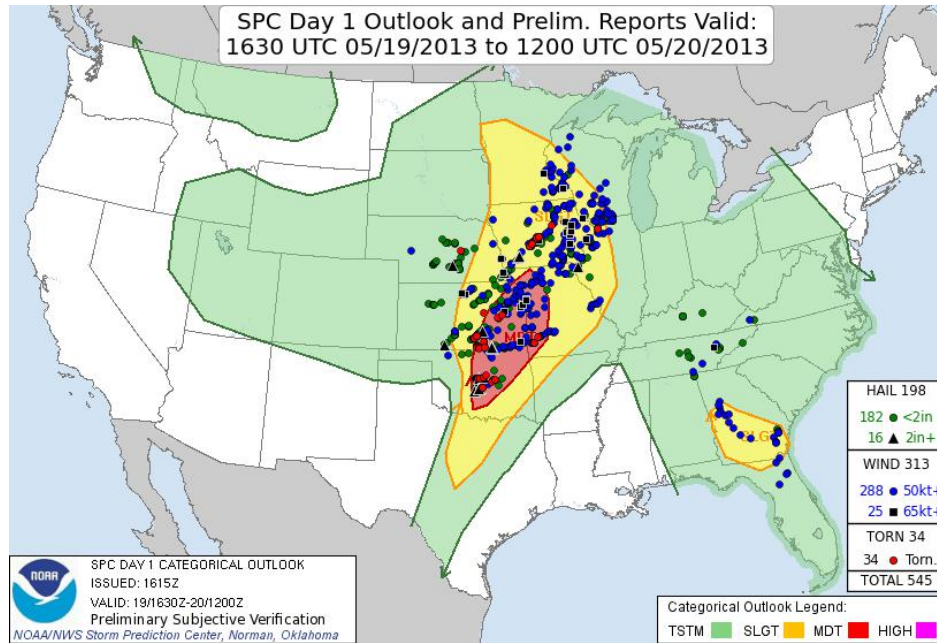 SPC Day 1 Outlook and Prelim. Reports Valid:
1630 UTC 05/19/2013 to 1200 UTC 05/20/2013
SLGT
MDT
SLGT
HAIL 198
182 ● <2in
16 ▲ 2in+
WIND 313
288 ● 50kt+
25 ■ 65kt+
TORN 34
34 ● Torn.
TOTAL 545
NOAA
SPC DAY 1 CATEGORICAL OUTLOOK
ISSUED: 1615Z
VALID: 19/1630Z-20/1200Z
Preliminary Subjective Verification
NOAA/NWS Storm Prediction Center, Norman, Oklahoma
Categorical Outlook Legend:
TSTM SLGT MDT HIGH